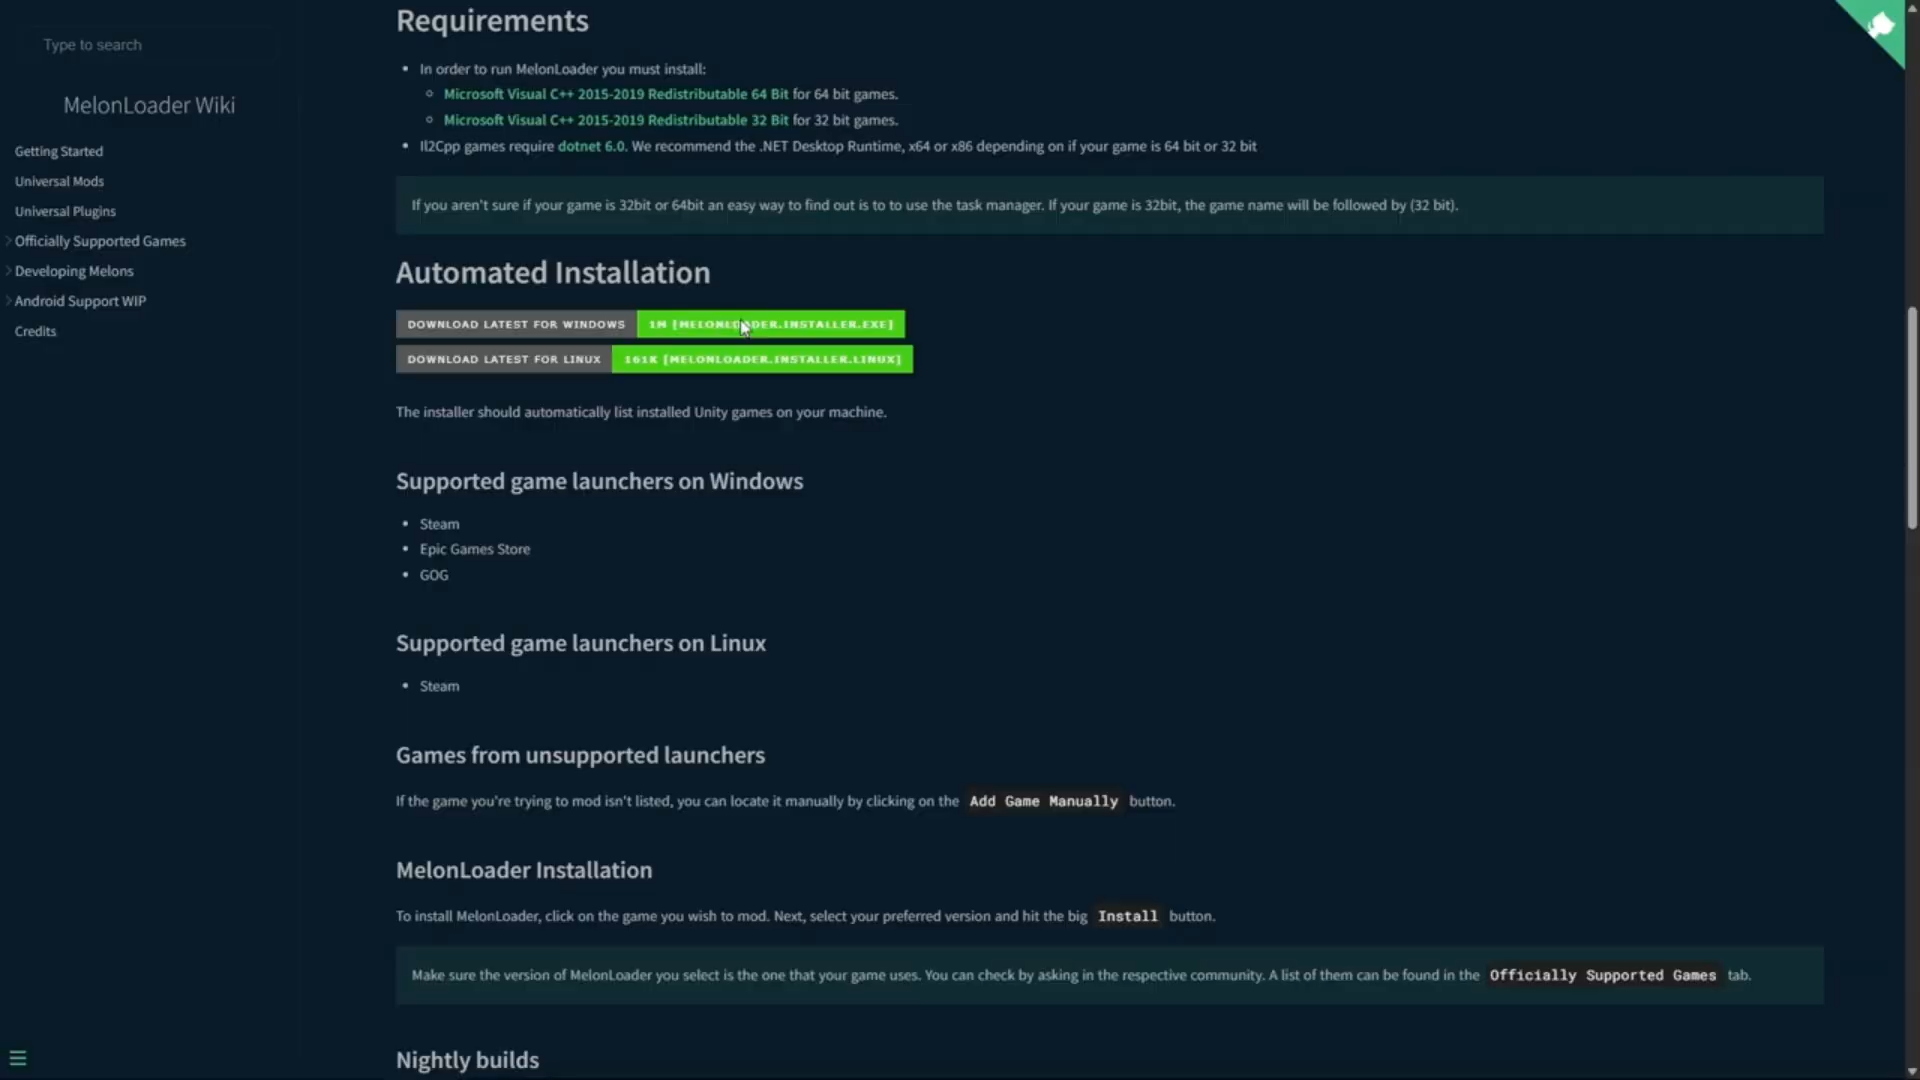 Type to search
MelonLoader Wiki
Getting Started
Universal Mods
Universal Plugins
Officially Supported Games
Developing Melons
Android Support WIP
Credits
Requirements
In order to run MelonLoader you must install:
Microsoft Visual C++ 2015-2019 Redistributable 64 Bit for 64 bit games.
Microsoft Visual C++ 2015-2019 Redistributable 32 Bit for 32 bit games.
Il2Cpp games require dotnet 6.0. We recommend the .NET Desktop Runtime, x64 or x86 depending on if your game is 64 bit or 32 bit
If you aren't sure if your game is 32bit or 64bit an easy way to find out is to to use the task manager. If your game is 32bit, the game name will be followed by (32 bit).
Automated Installation
DOWNLOAD LATEST FOR WINDOWS 1M [MELONLOADER.INSTALLER.EXE]
DOWNLOAD LATEST FOR LINUX 161K [MELONLOADER.INSTALLER.LINUX]
The installer should automatically list installed Unity games on your machine.
Supported game launchers on Windows
Steam
Epic Games Store
GOG
Supported game launchers on Linux
Steam
Games from unsupported launchers
If the game you're trying to mod isn't listed, you can locate it manually by clicking on the Add Game Manually button.
MelonLoader Installation
To install MelonLoader, click on the game you wish to mod. Next, select your preferred version and hit the big Install button.
Make sure the version of MelonLoader you select is the one that your game uses. You can check by asking in the respective community. A list of them can be found in the Officially Supported Games tab.
Nightly builds